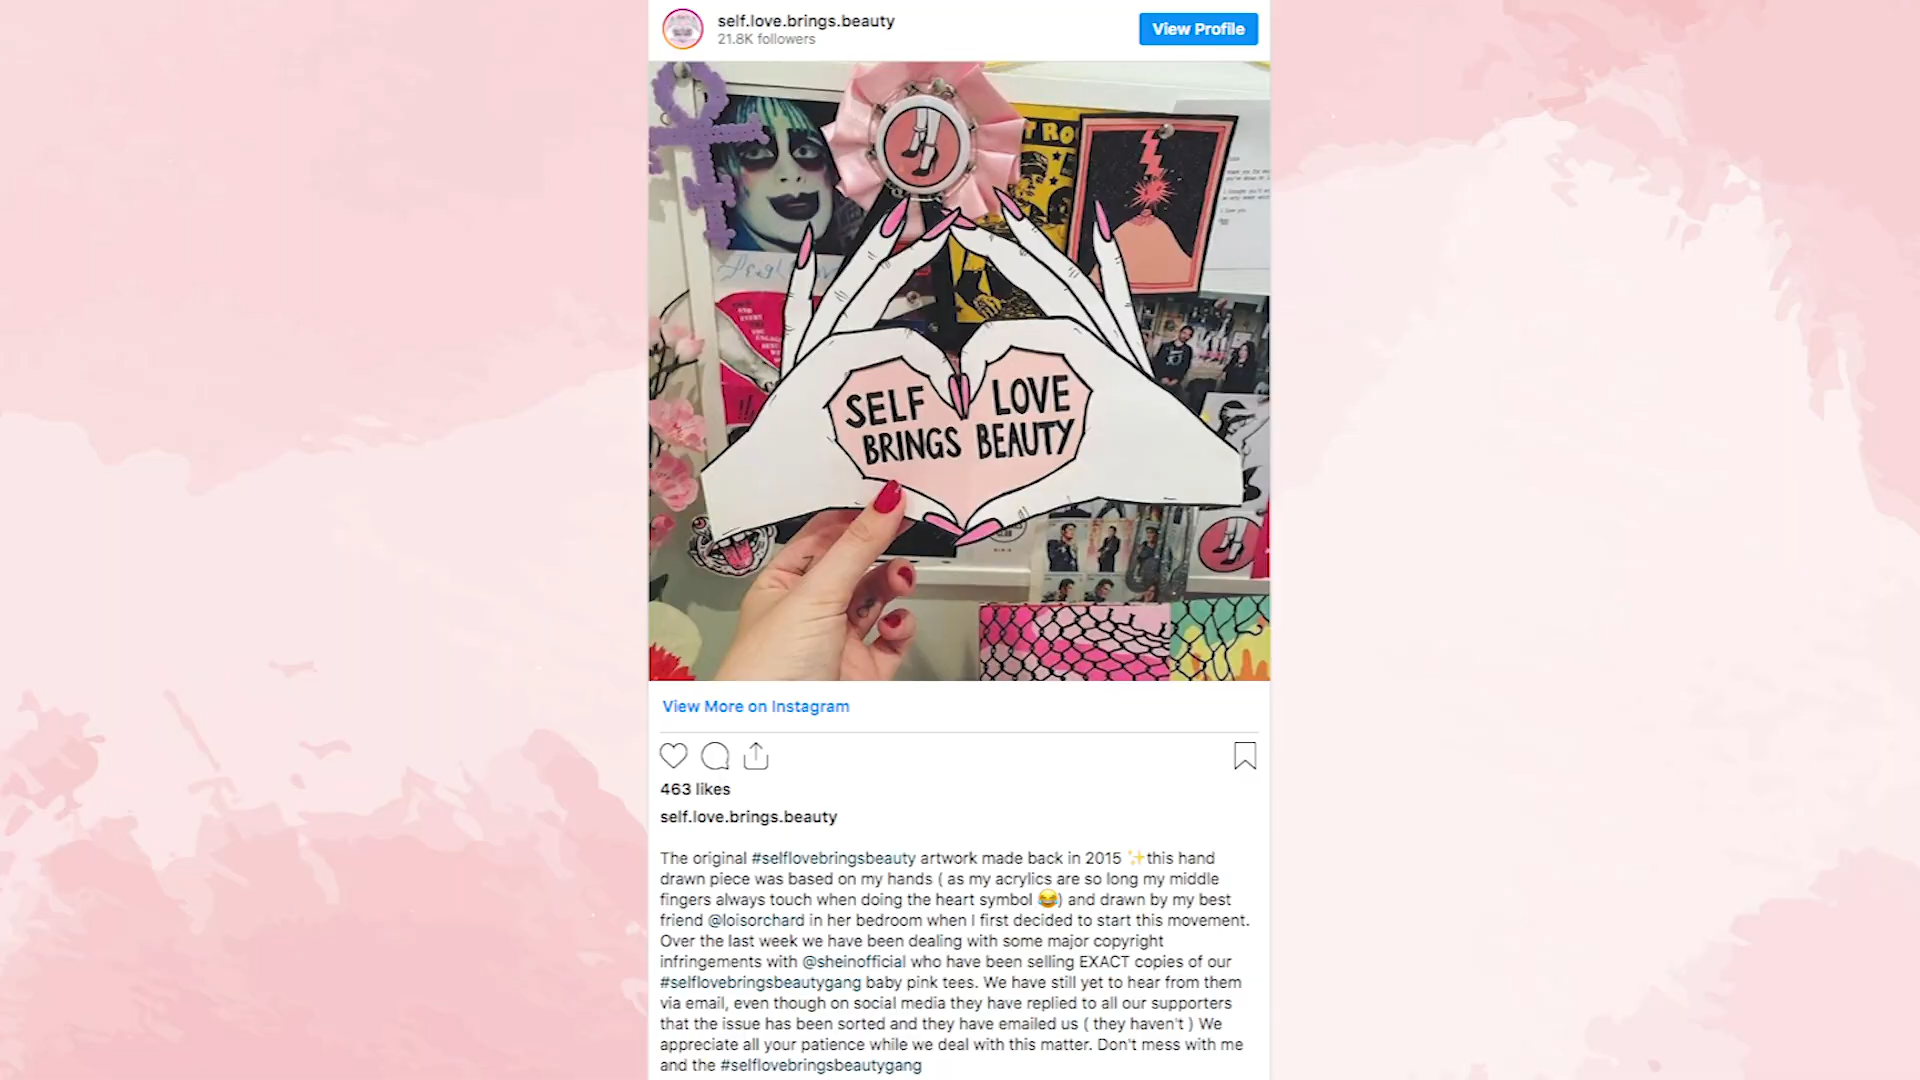 self.love.brings.beauty
21.8K followers
View Profile
T RO
SELF LOVE
BRINGS BEAUTY
View More on Instagram
463 likes
self.love.brings.beauty
The original #selflovebringsbeauty artwork made back in 2015 ✨this hand
drawn piece was based on my hands ( as my acrylics are so long my middle
fingers always touch when doing the heart symbol 😂) and drawn by my best
friend @loisorchard in her bedroom when I first decided to start this movement.
Over the last week we have been dealing with some major copyright
infringements with @sheinofficial who have been selling EXACT copies of our
#selflovebringsbeautygang baby pink tees. We have still yet to hear from them
via email, even though on social media they have replied to all our supporters
that the issue has been sorted and they have emailed us ( they haven't ) We
appreciate all your patience while we deal with this matter. Don't mess with me
and the #selflovebringsbeautygang